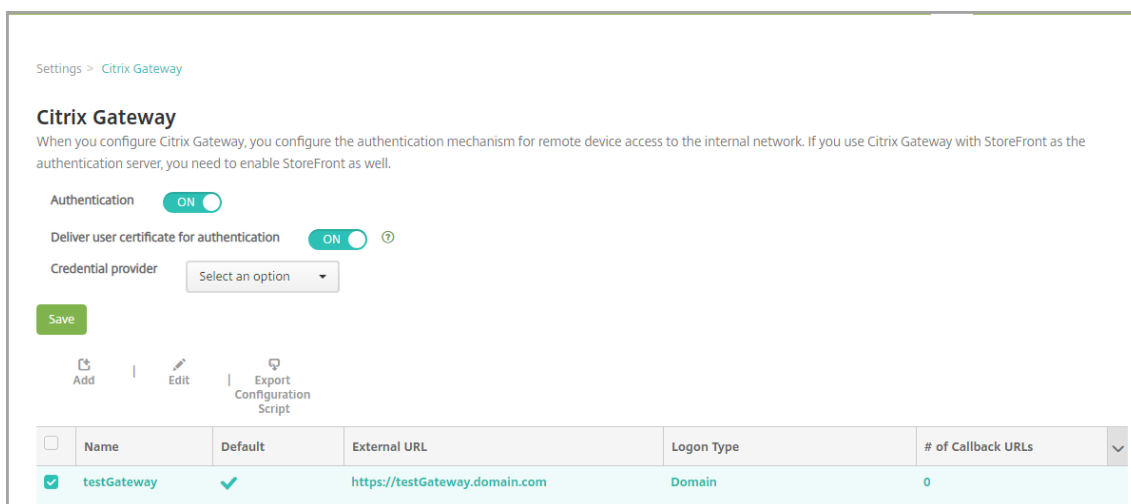 Settings > Citrix Gateway
Citrix Gateway
When you configure Citrix Gateway, you configure the authentication mechanism for remote device access to the internal network. If you use Citrix Gateway with StoreFront as the
authentication server, you need to enable StoreFront as well.
Authentication ON
Deliver user certificate for authentication ON ?
Credential provider Select an option
Save
Add | Edit | Export
Configuration
Script
Name Default External URL Logon Type # of Callback URLs
testGateway https://testGateway.domain.com Domain 0